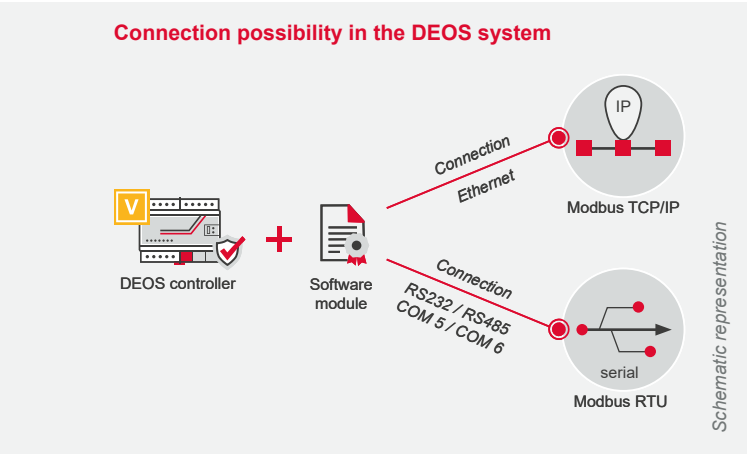 Connection possibility in the DEOS system
IP
Connection
Ethernet
Modbus TCP/IP
V
DEOS controller
Software
module
Connection
RS232 / RS485
COM 5 / COM 6
serial
Modbus RTU
Schematic representation